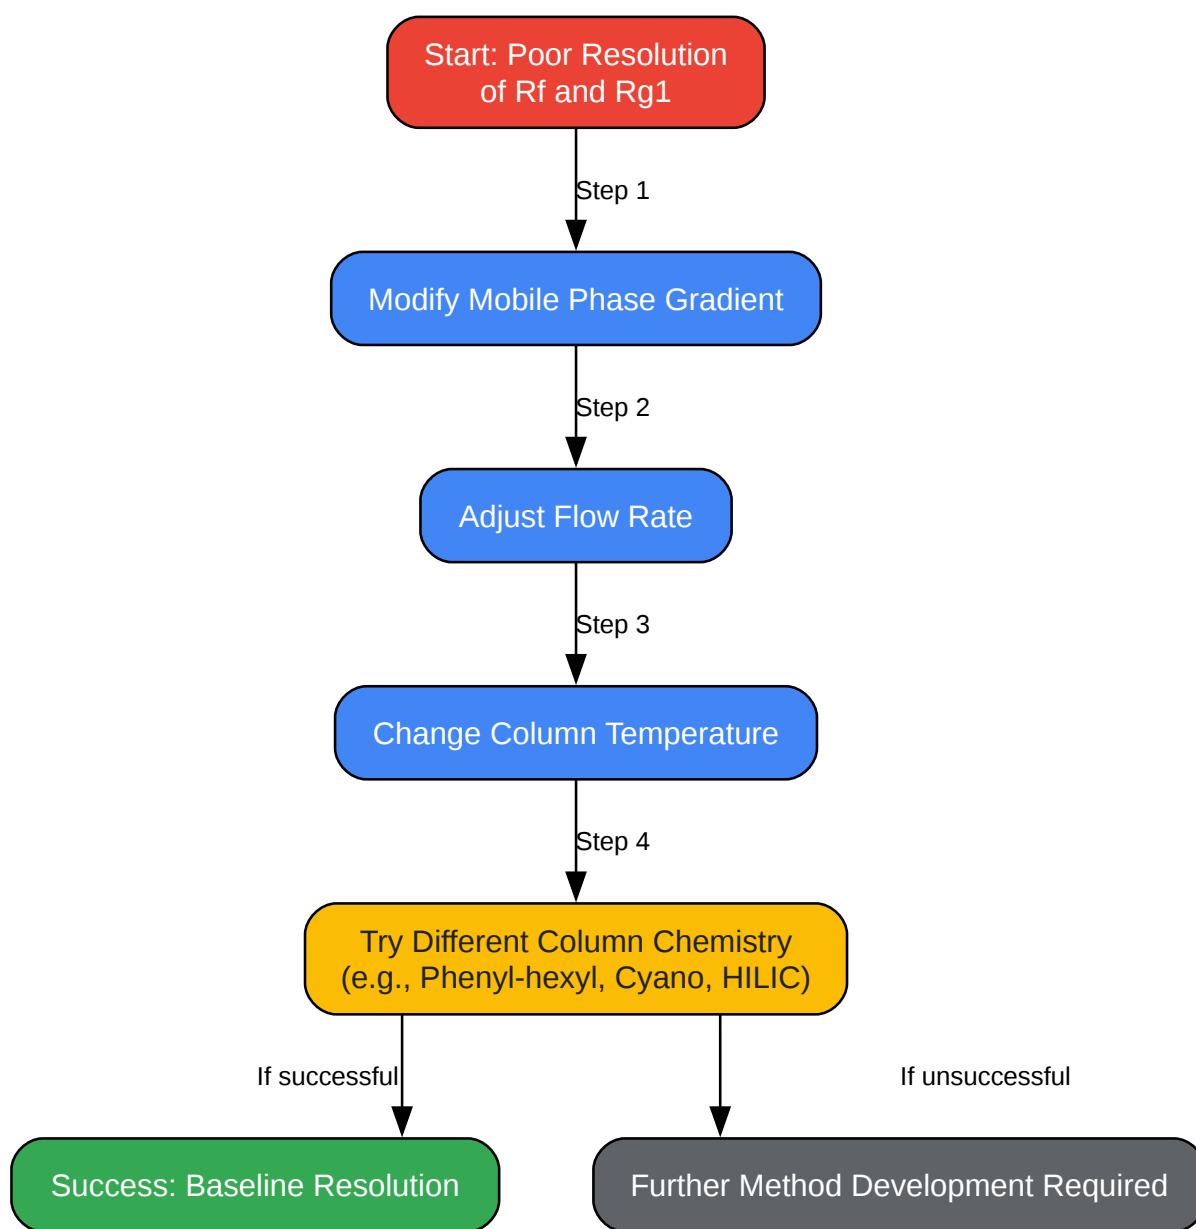 Start: Poor Resolution
of Rf and Rg1
Step 1
Modify Mobile Phase Gradient
Step 2
Adjust Flow Rate
Step 3
Change Column Temperature
Step 4
Try Different Column Chemistry
(e.g., Phenyl-hexyl, Cyano, HILIC)
If successful
If unsuccessful
Success: Baseline Resolution
Further Method Development Required